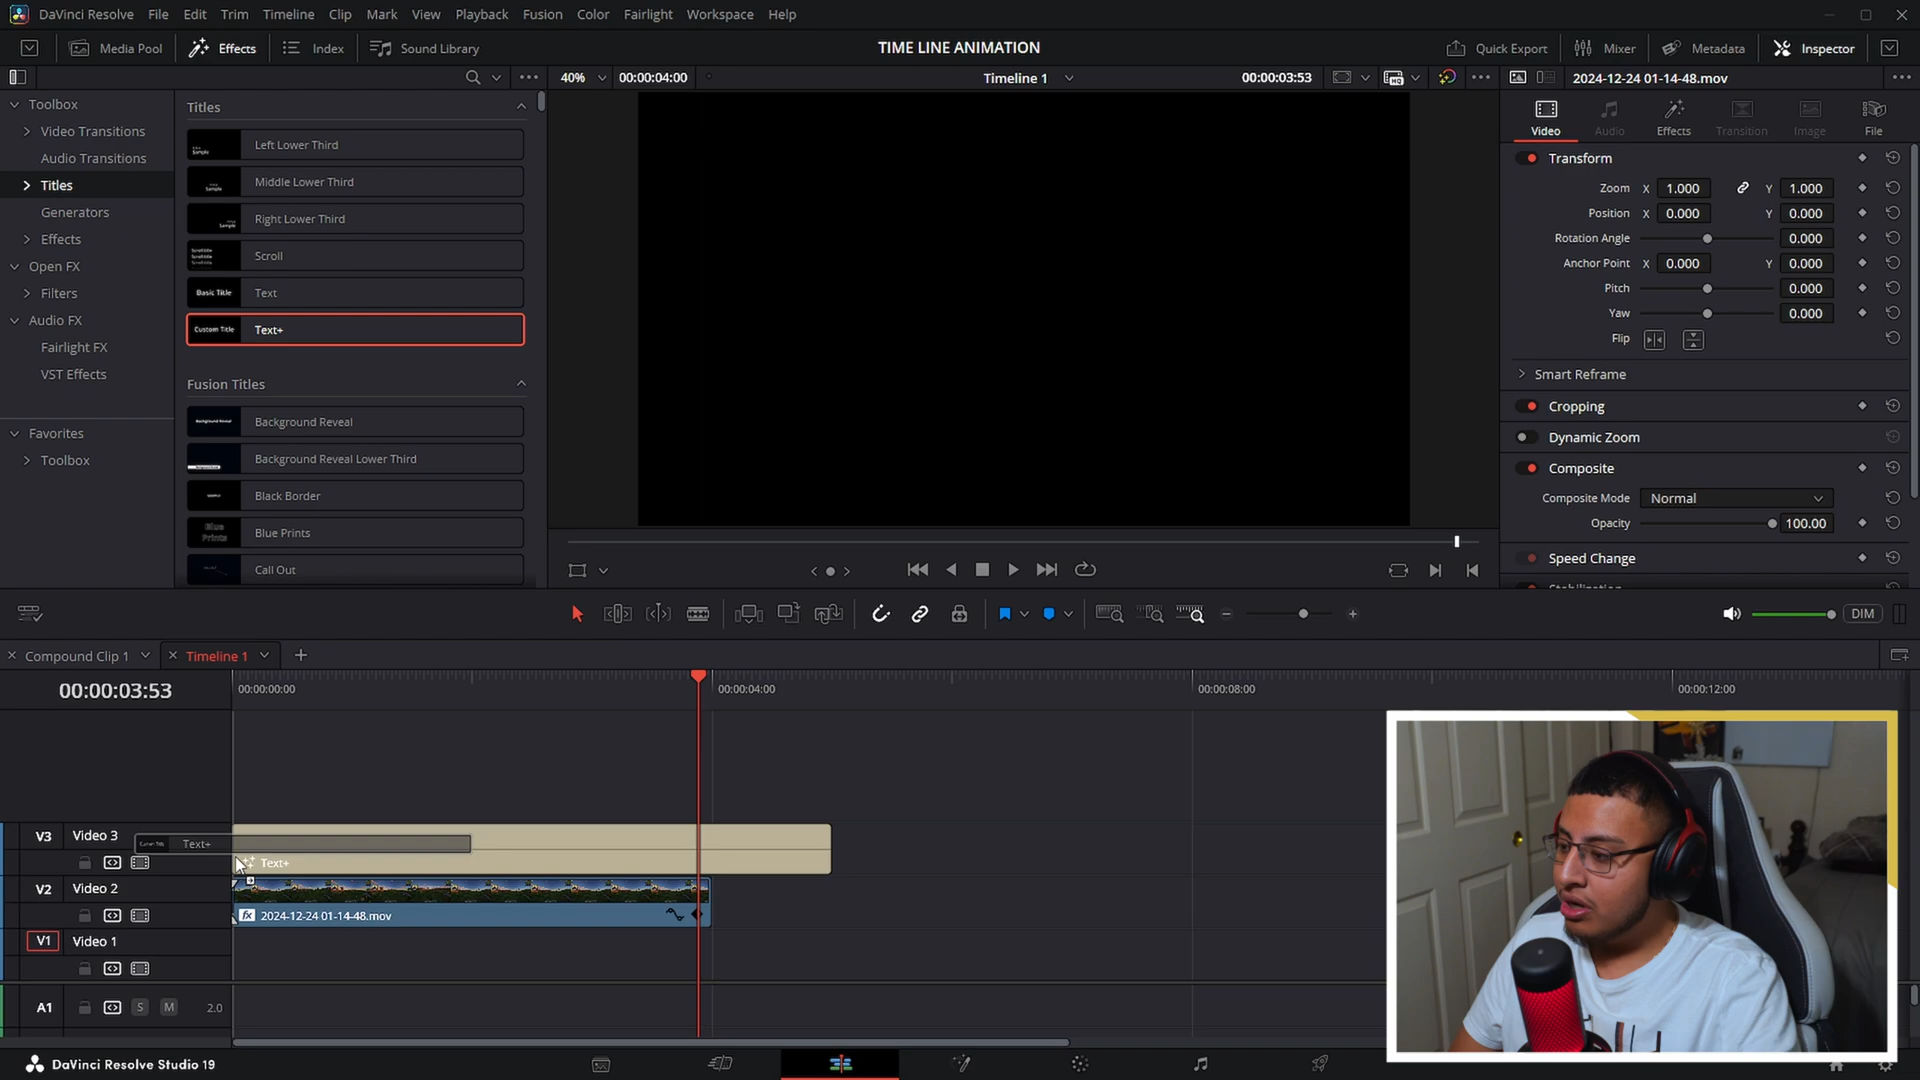 DaVinci Resolve File Edit Trim Timeline Clip Mark View Playback Fusion Color Fairlight Workspace Help
Media Pool Effects Index Sound Library TIME LINE ANIMATION Quick Export Mixer Metadata Inspector
40% 00:00:04:00 Timeline 1 00:00:03:53 2024-12-24 01-14-48.mov
Toolbox
Video Transitions
Audio Transitions
Titles
Generators
Effects
Open FX
Filters
Audio FX
Fairlight FX
VST Effects
Favorites
Toolbox
Titles
Left Lower Third
Middle Lower Third
Right Lower Third
Scroll
Basic Title Text
Custom Title Text+
Fusion Titles
Background Reveal
Background Reveal Lower Third
Black Border
Blue Prints Blue Prints
Call Out
Video Audio Effects Transition Image File
Transform
Zoom X 1.000 Y 1.000
Position X 0.000 Y 0.000
Rotation Angle 0.000
Anchor Point X 0.000 Y 0.000
Pitch 0.000
Yaw 0.000
Flip
Smart Reframe
Cropping
Dynamic Zoom
Composite
Composite Mode Normal
Opacity 100.00
Speed Change
DIM
Compound Clip 1 Timeline 1
00:00:03:53 00:00:00:00 00:00:04:00 00:00:08:00 00:00:12:00
V3 Video 3 Text+
Text+
V2 Video 2
fx 2024-12-24 01-14-48.mov
V1 Video 1
A1 S M 2.0
DaVinci Resolve Studio 19